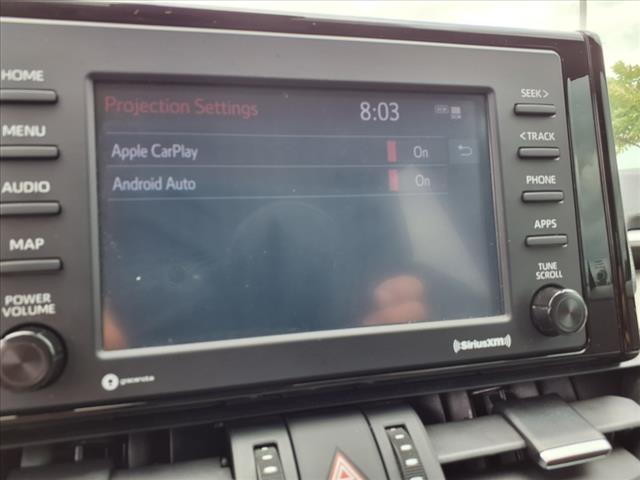 HOME
MENU
AUDIO
MAP
POWER
VOLUME
Projection Settings
8:03
Apple CarPlay
On
Android Auto
On
SEEK>
<TRACK
PHONE
APPS
TUNE
SCROLL
((SiriusXM))
gracenote